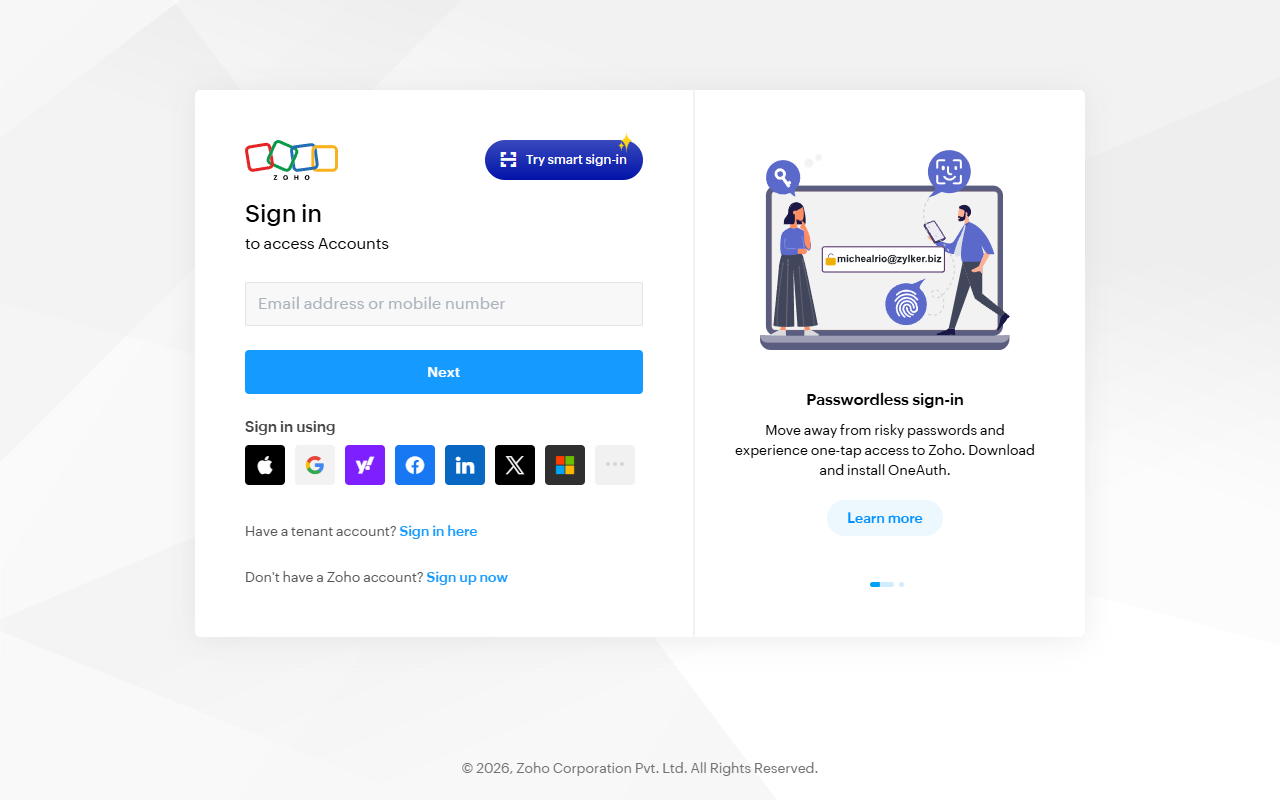 ZOHO
Try smart sign-in
Sign in
to access Accounts
Email address or mobile number
Next
Sign in using
Have a tenant account? Sign in here
Don't have a Zoho account? Sign up now
michealrio@zylker.biz
Passwordless sign-in
Move away from risky passwords and
experience one-tap access to Zoho. Download
and install OneAuth.
Learn more
© 2026, Zoho Corporation Pvt. Ltd. All Rights Reserved.